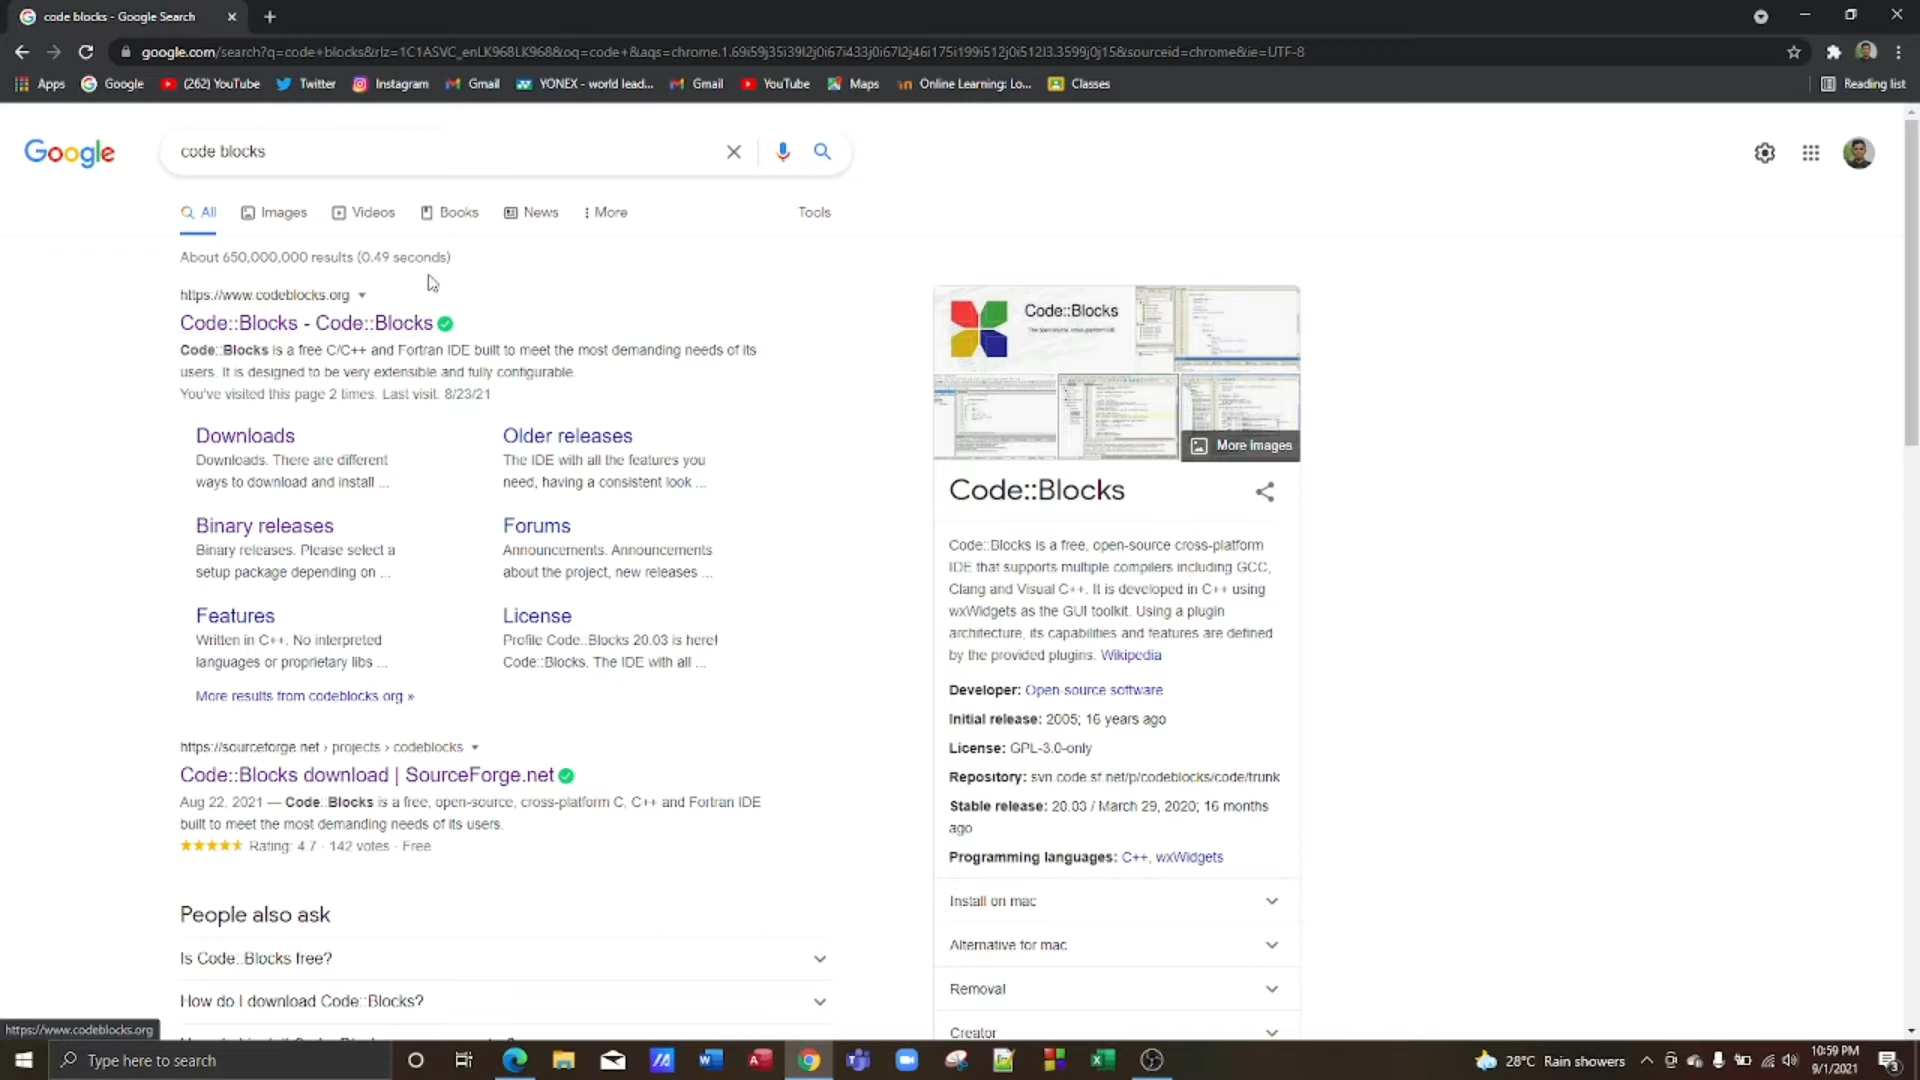 code blocks - Google Search
google.com/search?q=code+blocks&rlz=1C1ASVC_enLK968LK968&oq=code+&aqs=chrome.1.69i59j35i39l2j0i67i433j0i67l2j46i175i199i512j0i512l3.3599j0j15&sourceid=chrome&ie=UTF-8
Apps
Google
(262) YouTube
Twitter
Instagram
Gmail
YONEX - world lead...
Gmail
YouTube
Maps
Online Learning: Lo...
Classes
Reading list
Google
code blocks
All
Images
Videos
Books
News
More
Tools
About 650,000,000 results (0.49 seconds)
https://www.codeblocks.org
Code::Blocks - Code::Blocks
Code::Blocks is a free C/C++ and Fortran IDE built to meet the most demanding needs of its
users. It is designed to be very extensible and fully configurable.
You've visited this page 2 times. Last visit: 8/23/21
Downloads
Downloads. There are different
ways to download and install ...
Older releases
The IDE with all the features you
need, having a consistent look ...
Binary releases
Binary releases. Please select a
setup package depending on ...
Forums
Announcements. Announcements
about the project, new releases ...
Features
Written in C++. No interpreted
languages or proprietary libs ...
License
Profile Code::Blocks 20.03 is here!
Code::Blocks. The IDE with all ...
More results from codeblocks.org »
https://sourceforge.net › projects › codeblocks
Code::Blocks download | SourceForge.net
Aug 22, 2021 — Code::Blocks is a free, open-source, cross-platform C, C++ and Fortran IDE
built to meet the most demanding needs of its users.
Rating: 4.7 · 142 votes · Free
People also ask
Is Code::Blocks free?
How do I download Code::Blocks?
Code::Blocks
The open source, cross-platform IDE
More images
Code::Blocks
Code::Blocks is a free, open-source cross-platform
IDE that supports multiple compilers including GCC,
Clang and Visual C++. It is developed in C++ using
wxWidgets as the GUI toolkit. Using a plugin
architecture, its capabilities and features are defined
by the provided plugins. Wikipedia
Developer: Open-source software
Initial release: 2005; 16 years ago
License: GPL-3.0-only
Repository: svn.code.sf.net/p/codeblocks/code/trunk
Stable release: 20.03 / March 29, 2020; 16 months
ago
Programming languages: C++, wxWidgets
Install on mac
Alternative for mac
Removal
Creator
https://www.codeblocks.org
Type here to search
28°C Rain showers
10:59 PM
9/1/2021
3